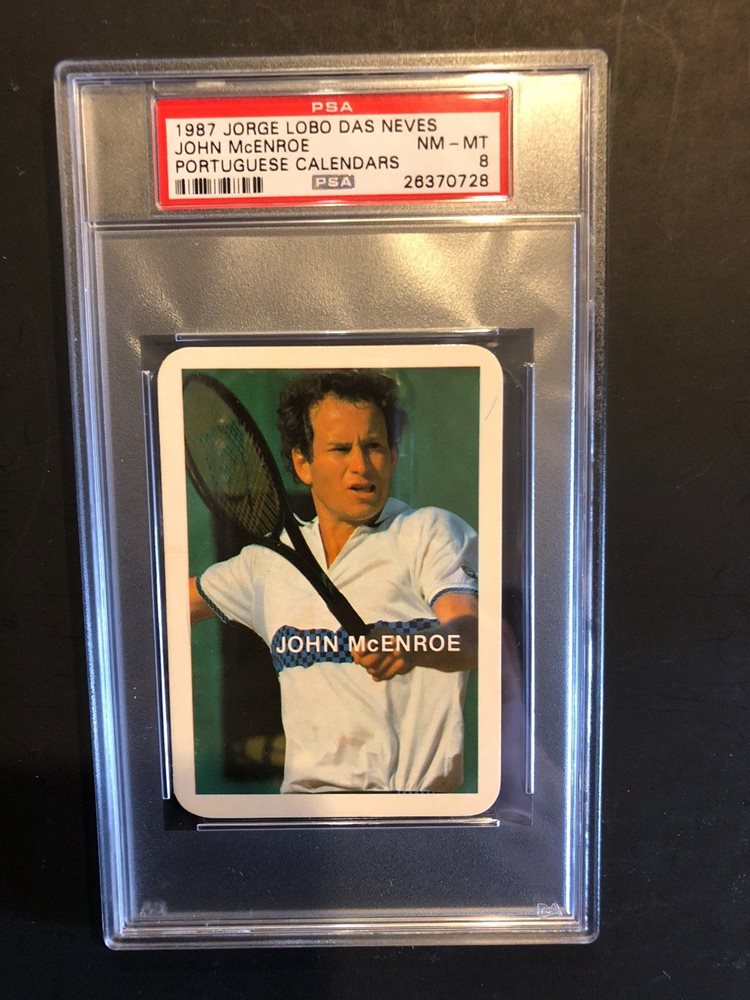 PSA
1987 JORGE LOBO DAS NEVES
JOHN McENROE NM - MT
PORTUGUESE CALENDARS 8
PSA 26370728
JOHN McENROE